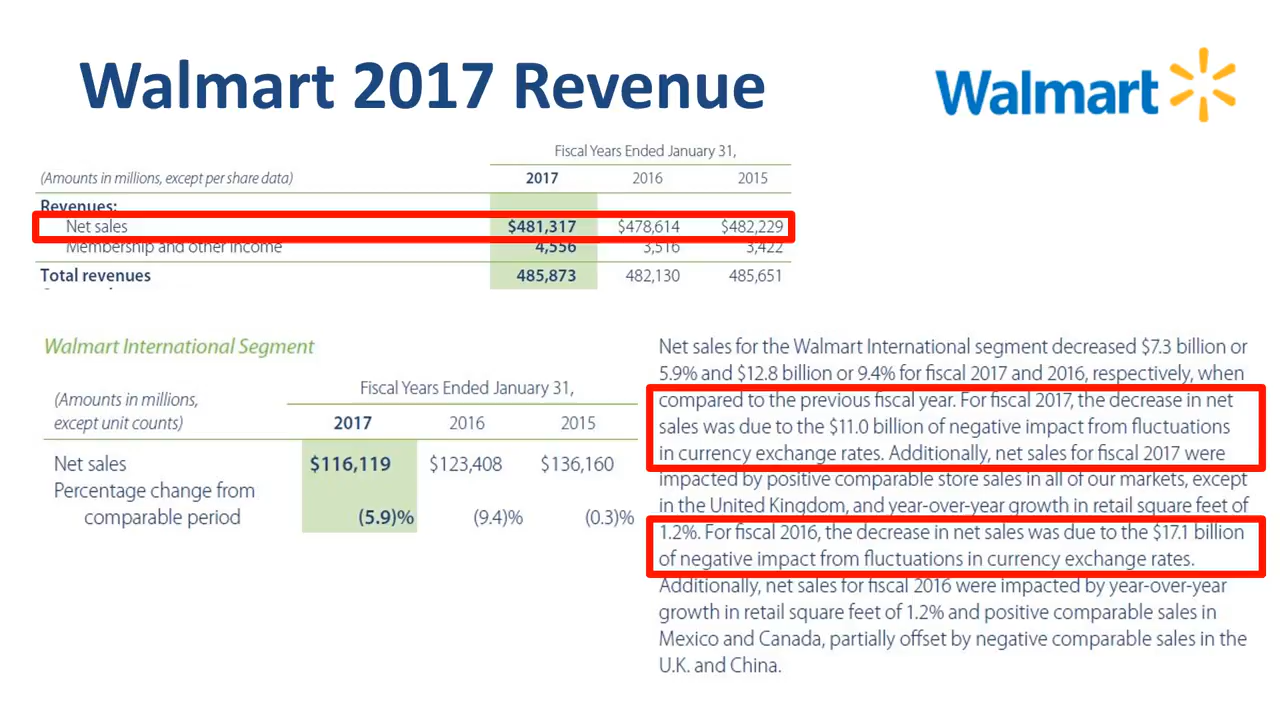 Walmart 2017 Revenue
Walmart
Fiscal Years Ended January 31,
(Amounts in millions, except per share data) 2017 2016 2015
Revenues:
Net sales $481,317 $478,614 $482,229
Membership and other income 4,556 3,516 3,422
Total revenues 485,873 482,130 485,651
Walmart International Segment
Fiscal Years Ended January 31,
(Amounts in millions,
except unit counts) 2017 2016 2015
Net sales $116,119 $123,408 $136,160
Percentage change from
comparable period (5.9)% (9.4)% (0.3)%
Net sales for the Walmart International segment decreased $7.3 billion or
5.9% and $12.8 billion or 9.4% for fiscal 2017 and 2016, respectively, when
compared to the previous fiscal year. For fiscal 2017, the decrease in net
sales was due to the $11.0 billion of negative impact from fluctuations
in currency exchange rates. Additionally, net sales for fiscal 2017 were
impacted by positive comparable store sales in all of our markets, except
in the United Kingdom, and year-over-year growth in retail square feet of
1.2%. For fiscal 2016, the decrease in net sales was due to the $17.1 billion
of negative impact from fluctuations in currency exchange rates.
Additionally, net sales for fiscal 2016 were impacted by year-over-year
growth in retail square feet of 1.2% and positive comparable sales in
Mexico and Canada, partially offset by negative comparable sales in the
U.K. and China.